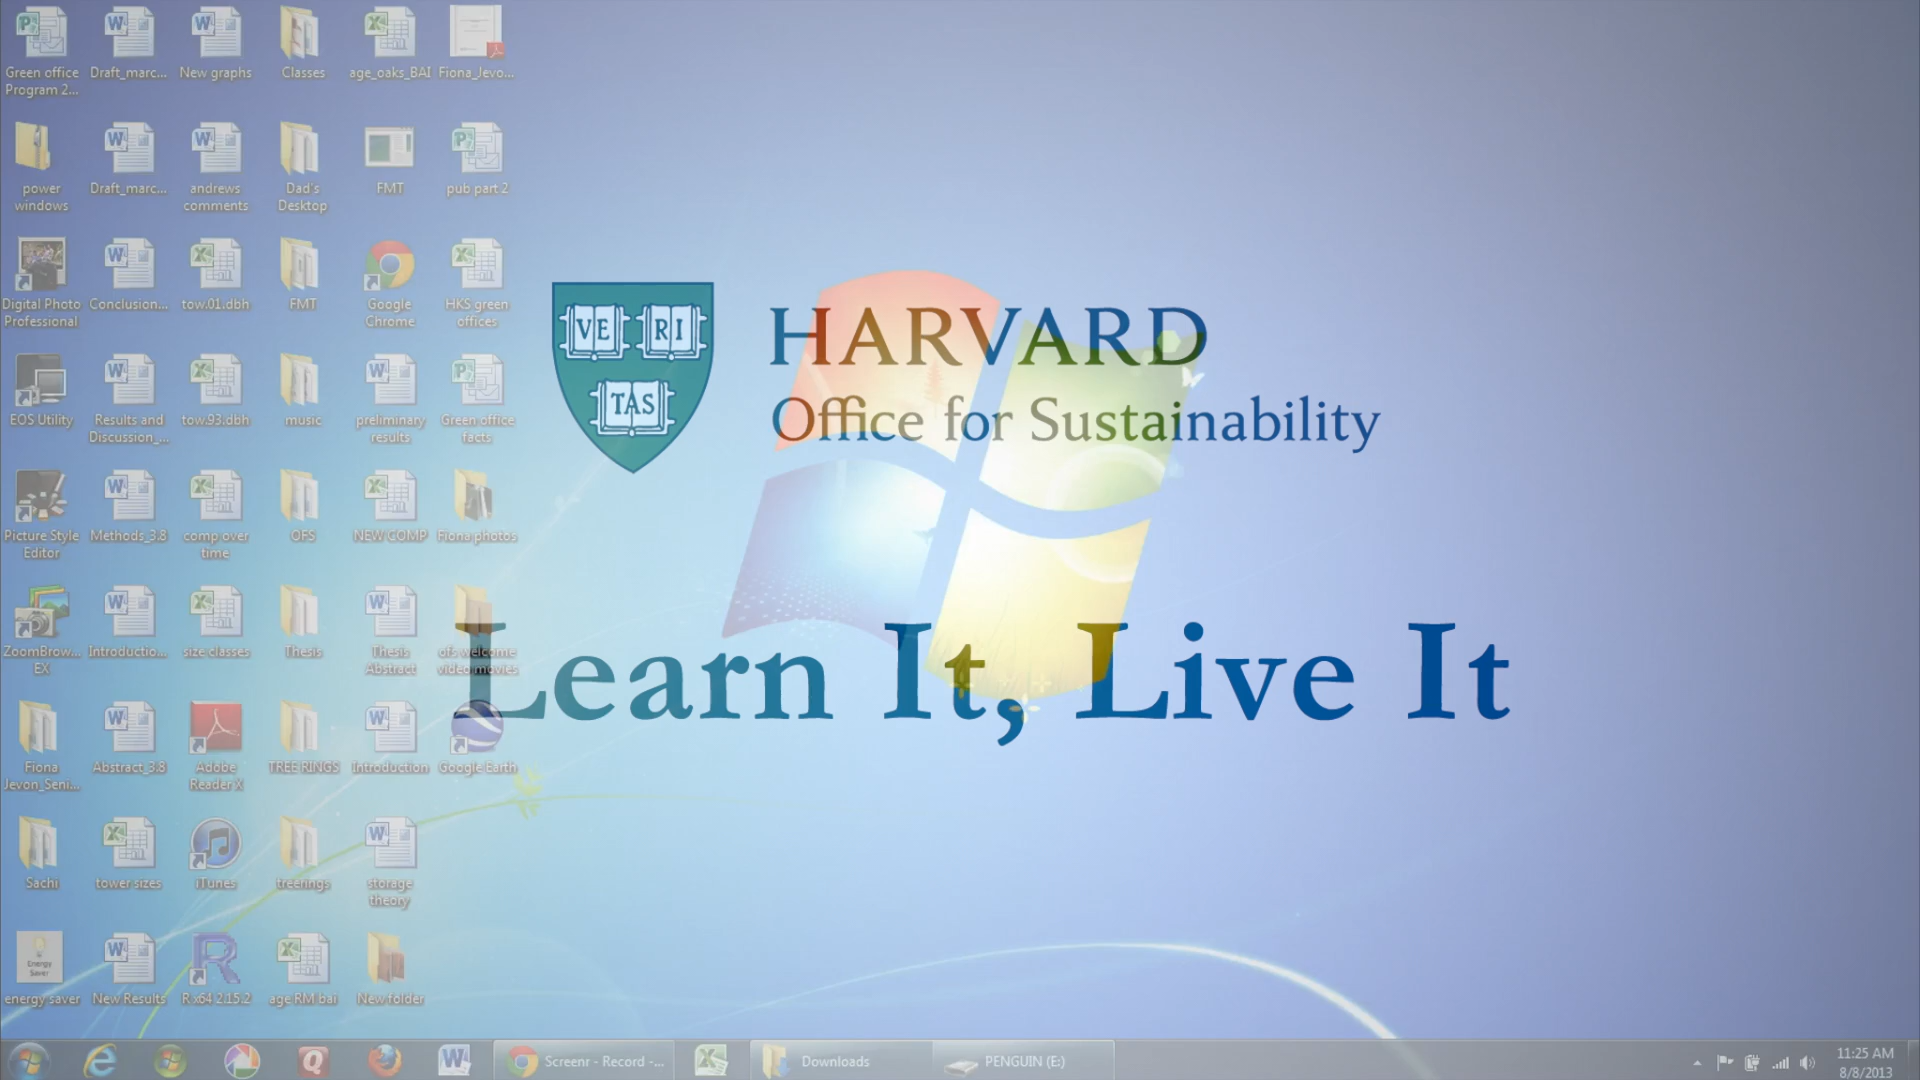 Green office
Program 2...
Draft_marc...
New graphs
Classes
age_oaks_BAI
Fiona_Jevo...
power
windows
Draft_marc...
andrews
comments
Dad's
Desktop
FMT
pub part 2
Digital Photo
Professional
Conclusion...
tow.01.dbh
FMT
Google
Chrome
HKS green
offices
EOS Utility
Results and
Discussion_...
tow.93.dbh
music
preliminary
results
Green office
facts
Picture Style
Editor
Methods_3.8
comp over
time
OFS
NEW COMP
Fiona photos
ZoomBrow...
EX
Introductio...
size classes
Thesis
Thesis
Abstract
ofs welcome
video movies
Fiona
Jevon_Seni...
Abstract_3.8
Adobe
Reader X
TREE RINGS
Introduction
Google Earth
Sachi
tower sizes
iTunes
treerings
storage
theory
Energy
Saver
energy saver
New Results
R x64 2.15.2
age RM bai
New folder
VE RI
TAS
HARVARD
Office for Sustainability
Learn It, Live It
Screenr - Record -...
Downloads
PENGUIN (E:)
11:25 AM
8/8/2013